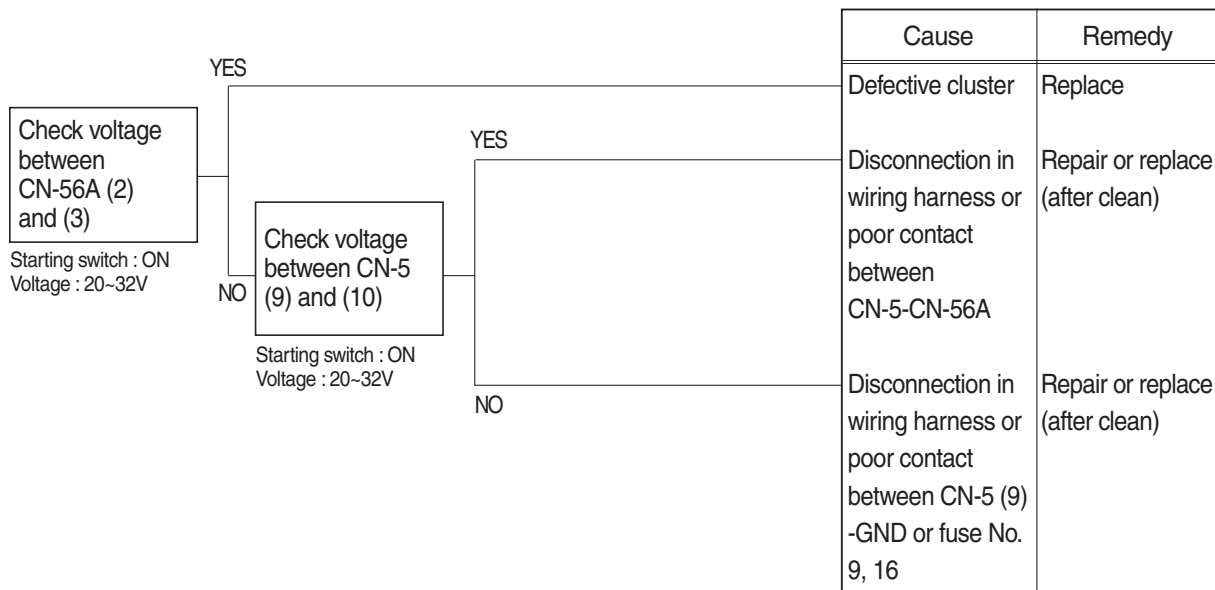 Cause
Remedy
YES
Defective cluster
Replace
Check voltage
between
CN-56A (2)
and (3)
Starting switch : ON
Voltage : 20~32V
NO
Check voltage
between CN-5
(9) and (10)
Starting switch : ON
Voltage : 20~32V
YES
Disconnection in
wiring harness or
poor contact
between
CN-5-CN-56A
Repair or replace
(after clean)
NO
Disconnection in
wiring harness or
poor contact
between CN-5 (9)
-GND or fuse No.
9, 16
Repair or replace
(after clean)